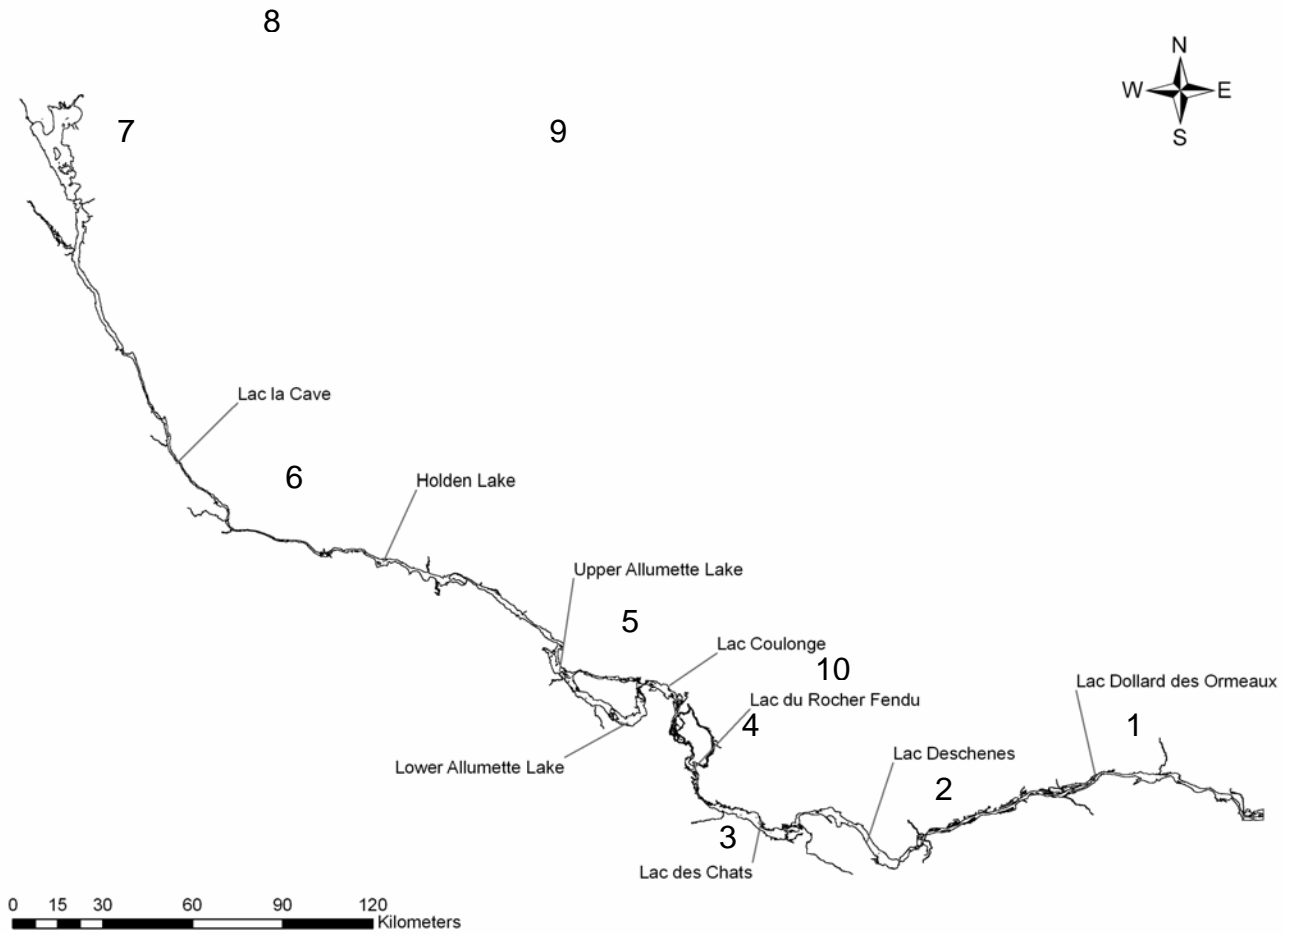 8
N
W E
S
7
9
Lac la Cave
6
Holden Lake
Upper Allumette Lake
5
Lac Coulonge
10
Lac du Rocher Fendu
Lac Dollard des Ormeaux
4
1
Lac Deschenes
Lower Allumette Lake
2
3
Lac des Chats
0 15 30 60 90 120
Kilometers